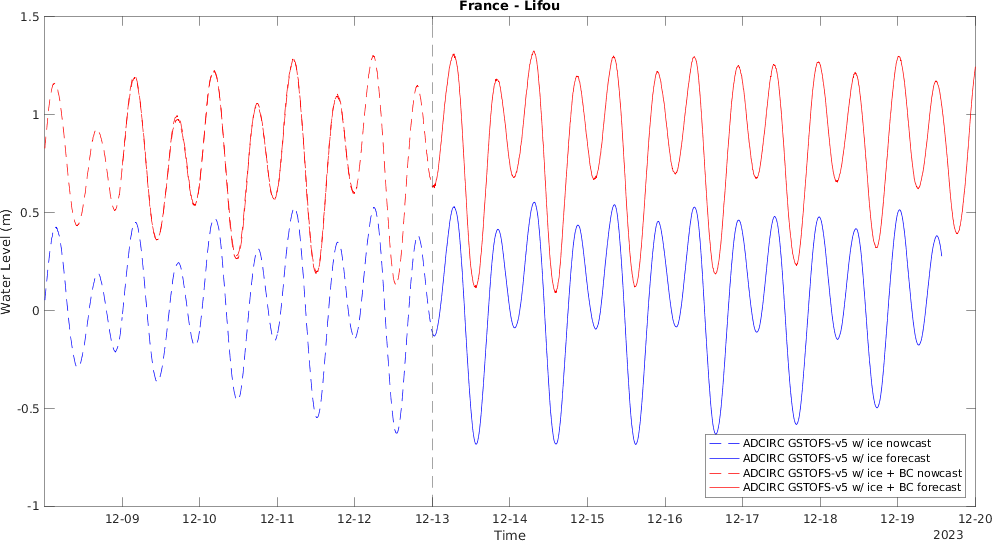 France - Lifou
1.5
1
0.5
0
-0.5
-1
Water Level (m)
12-09
12-10
12-11
12-12
12-13
12-14
12-15
12-16
12-17
12-18
12-19
12-20
Time
2023
ADCIRC GSTOFS-v5 w/ ice nowcast
ADCIRC GSTOFS-v5 w/ ice forecast
ADCIRC GSTOFS-v5 w/ ice + BC nowcast
ADCIRC GSTOFS-v5 w/ ice + BC forecast